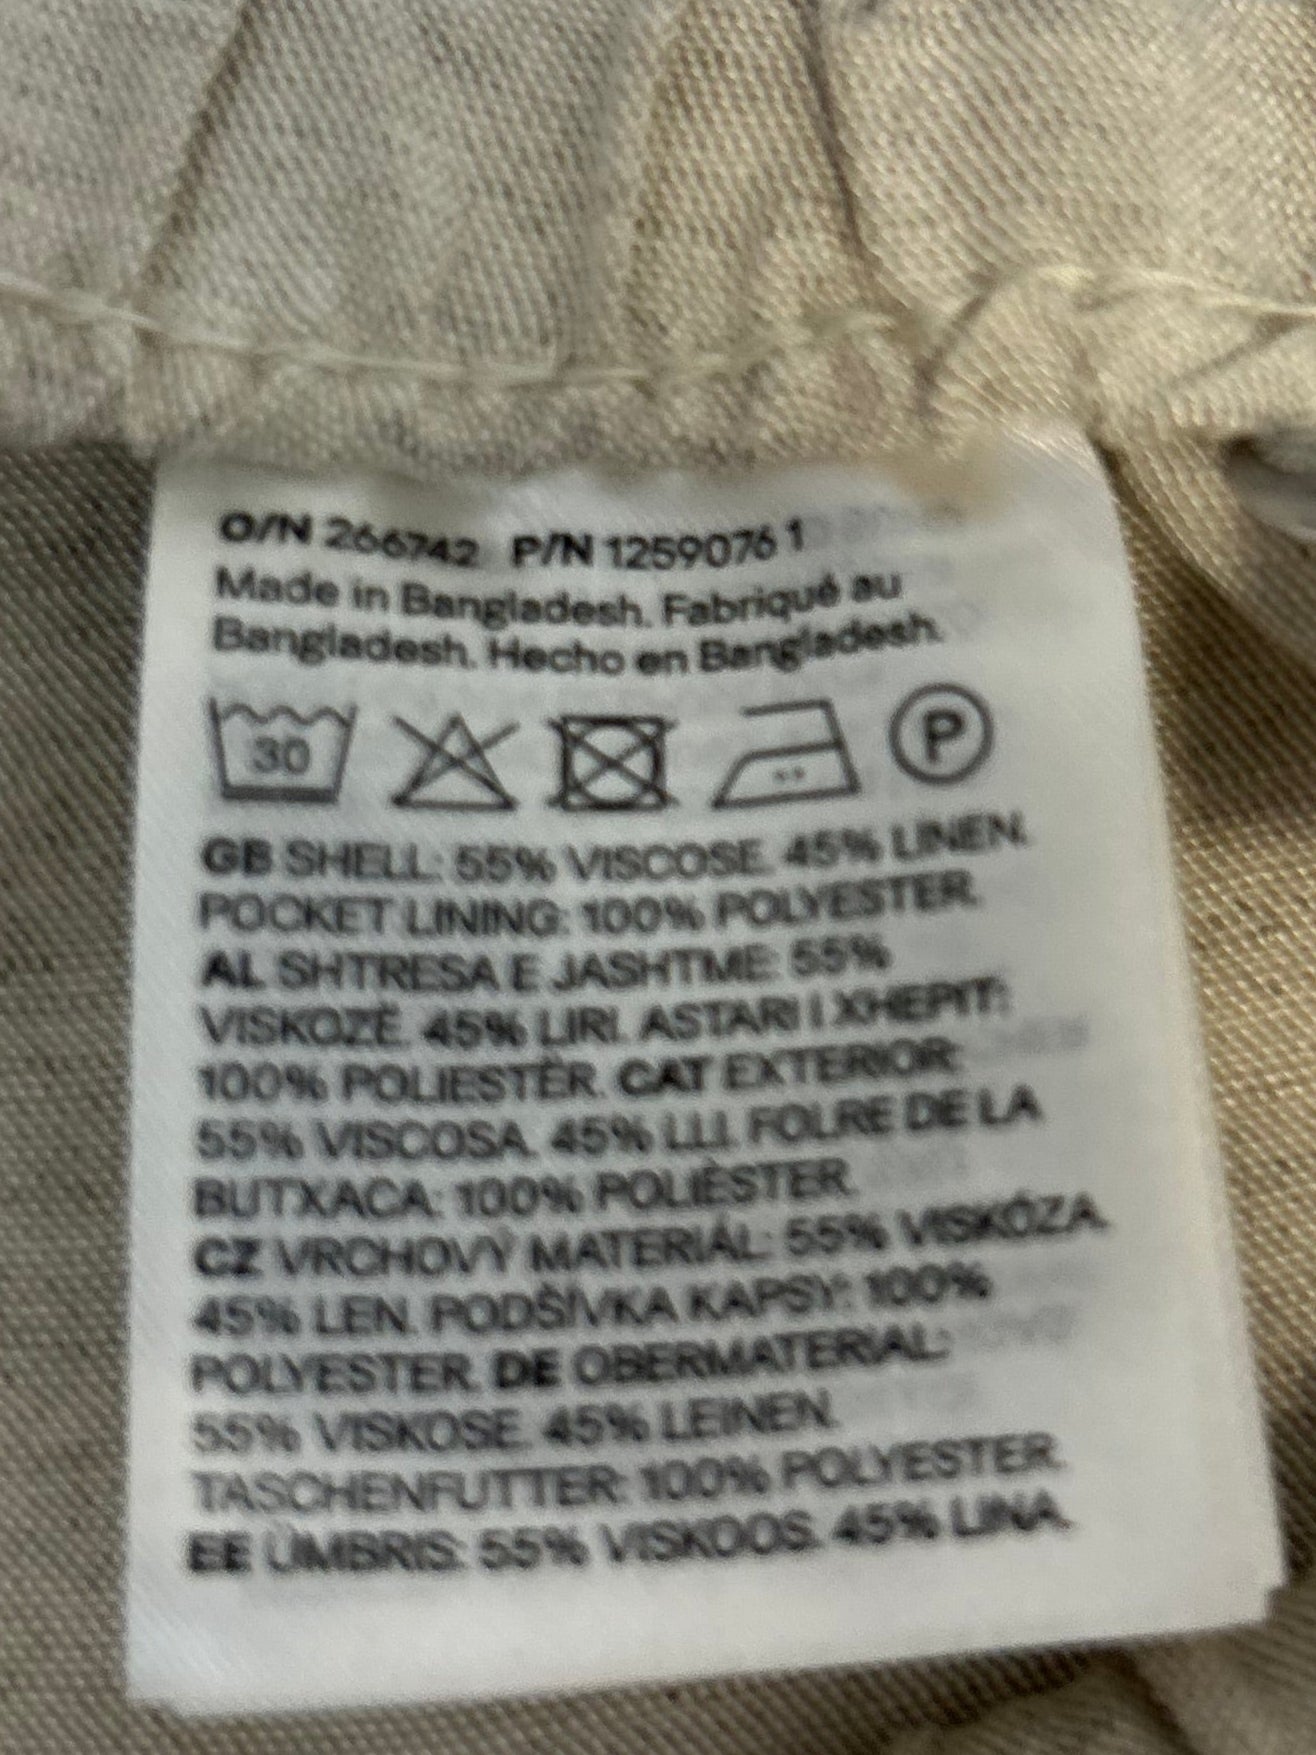 O/N 266742 P/N 1259076 1
Made in Bangladesh. Fabriqué au
Bangladesh. Hecho en Bangladesh.
30 P
GB SHELL: 55% VISCOSE. 45% LINEN.
POCKET LINING: 100% POLYESTER.
AL SHTRESA E JASHTME: 55%
VISKOZË. 45% LIRI. ASTARI I XHEPIT:
100% POLIESTËR. CAT EXTERIOR:
55% VISCOSA. 45% LLI. FOLRE DE LA
BUTXACA: 100% POLIÈSTER.
CZ VRCHOVÝ MATERIÁL: 55% VISKÓZA.
45% LEN. PODŠÍVKA KAPSY: 100%
POLYESTER. DE OBERMATERIAL:
55% VISKOSE. 45% LEINEN.
TASCHENFUTTER: 100% POLYESTER.
EE ÜMBRIS: 55% VISKOOS. 45% LINA.